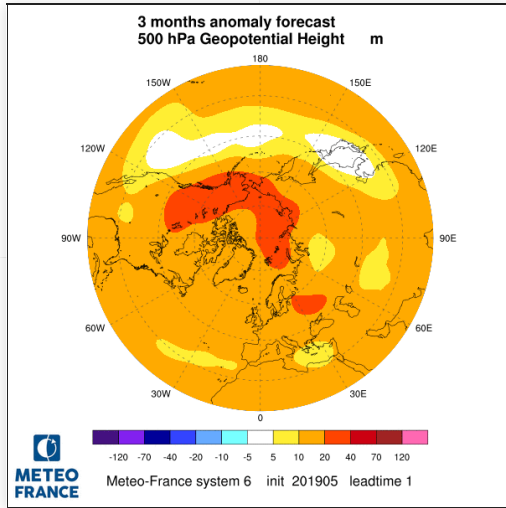 3 months anomaly forecast
500 hPa Geopotential Height m
180
150W 150E
120W 120E
90W 90E
60W 60E
30W 30E
0
-120 -70 -40 -20 -10 -5 5 10 20 40 70 120
METEO
FRANCE
Meteo-France system 6 init 201905 leadtime 1